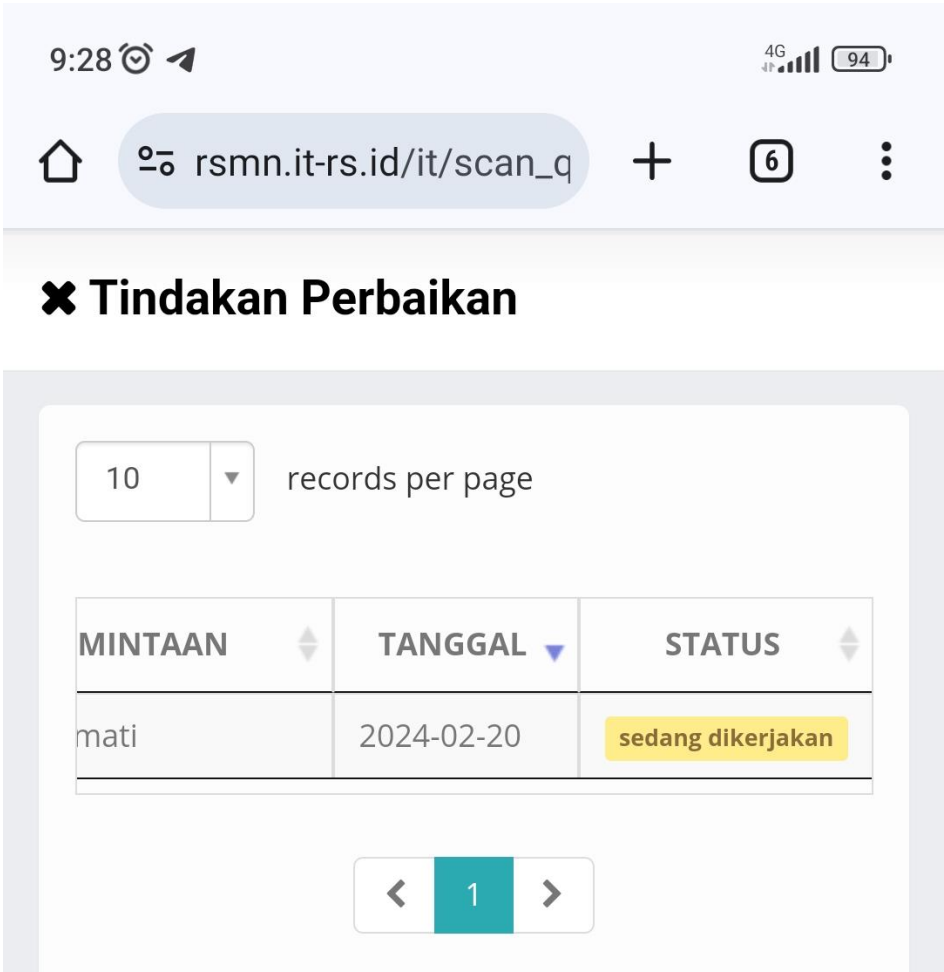 9:28 4G 94
rsmn.it-rs.id/it/scan_q 6
Tindakan Perbaikan
10 records per page
MINTAAN TANGGAL STATUS
mati 2024-02-20 sedang dikerjakan
1